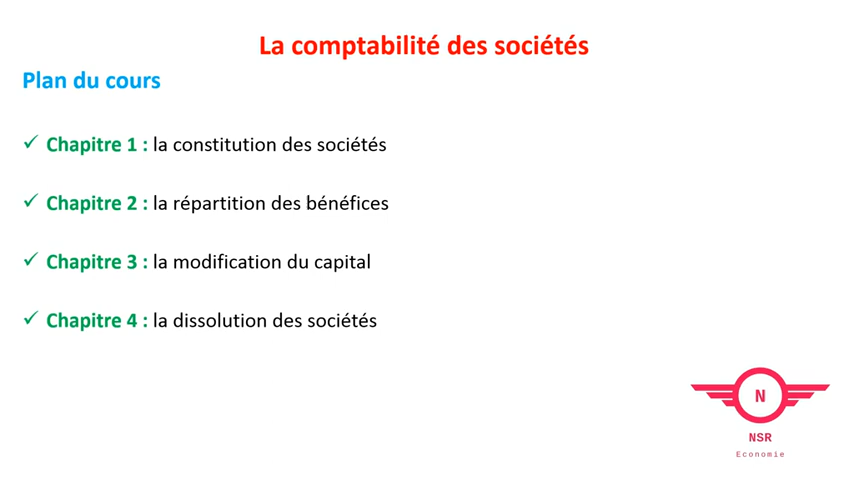 La comptabilité des sociétés
Plan du cours
✓ Chapitre 1 : la constitution des sociétés
✓ Chapitre 2 : la répartition des bénéfices
✓ Chapitre 3 : la modification du capital
✓ Chapitre 4 : la dissolution des sociétés
N
NSR
Economie